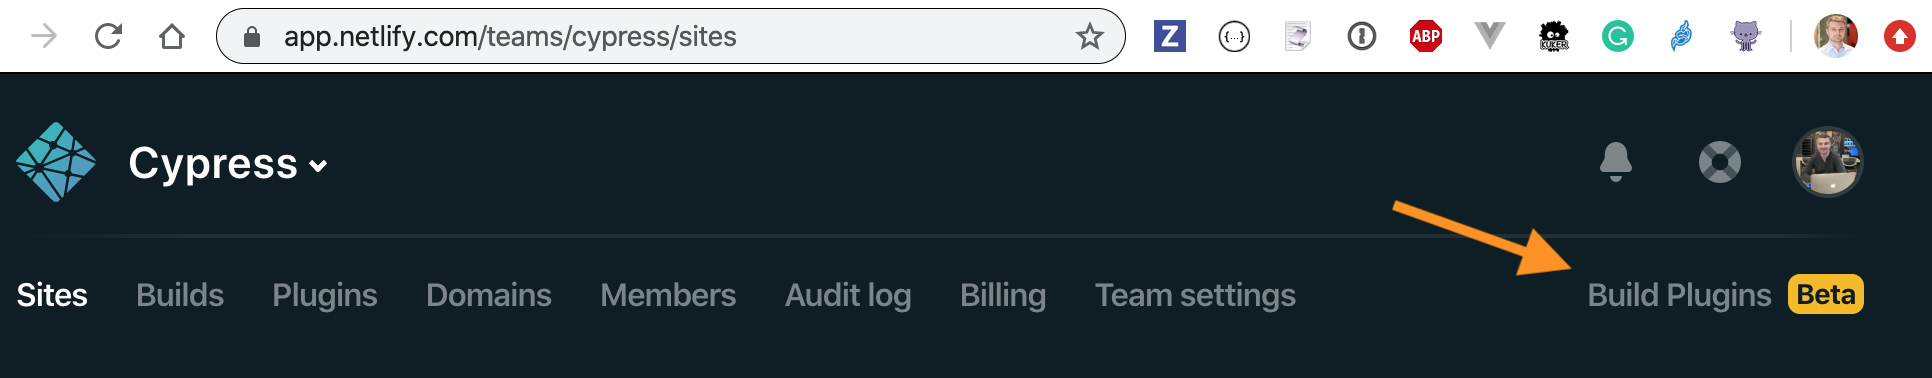 app.netlify.com/teams/cypress/sites Z {...} ABP KUKER G
Cypress
Sites Builds Plugins Domains Members Audit log Billing Team settings Build Plugins Beta